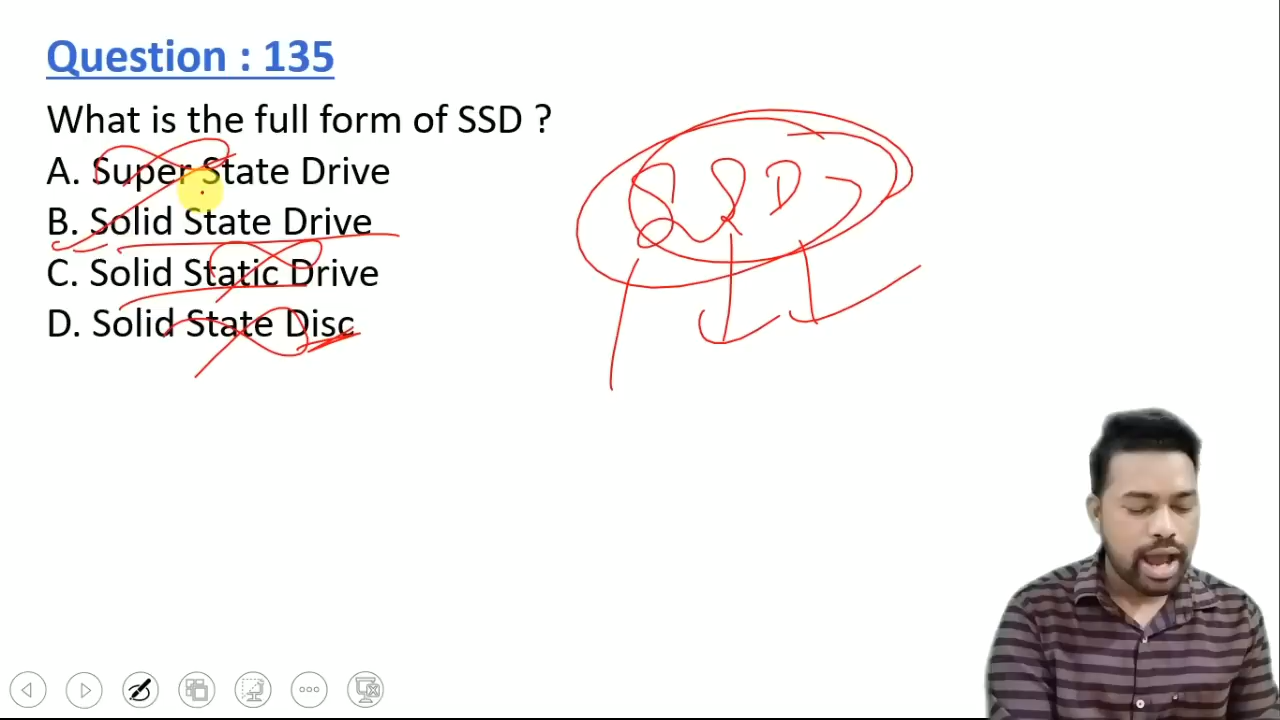 Question : 135
What is the full form of SSD ?
A. Super State Drive
B. Solid State Drive
C. Solid Static Drive
D. Solid State Disc
SSD